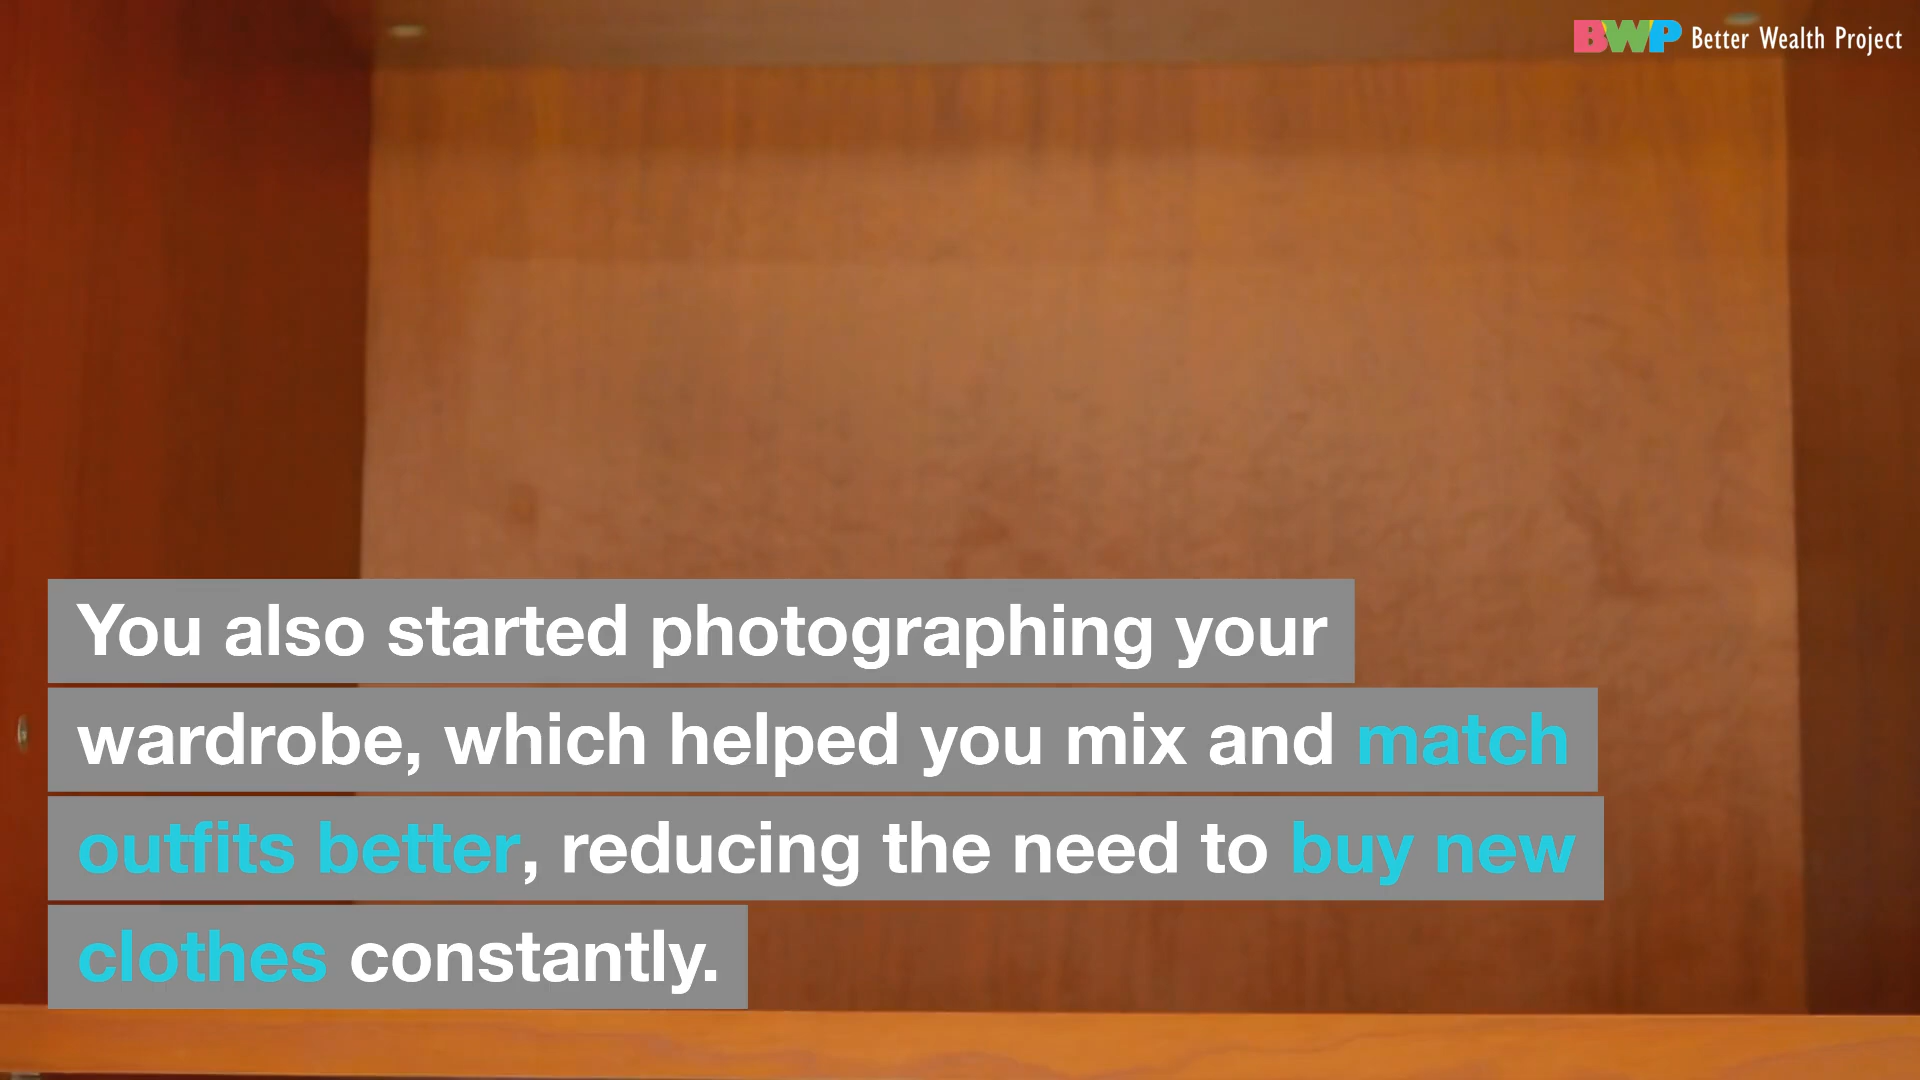 BWP Better Wealth Project
You also started photographing your
wardrobe, which helped you mix and match
outfits better, reducing the need to buy new
clothes constantly.